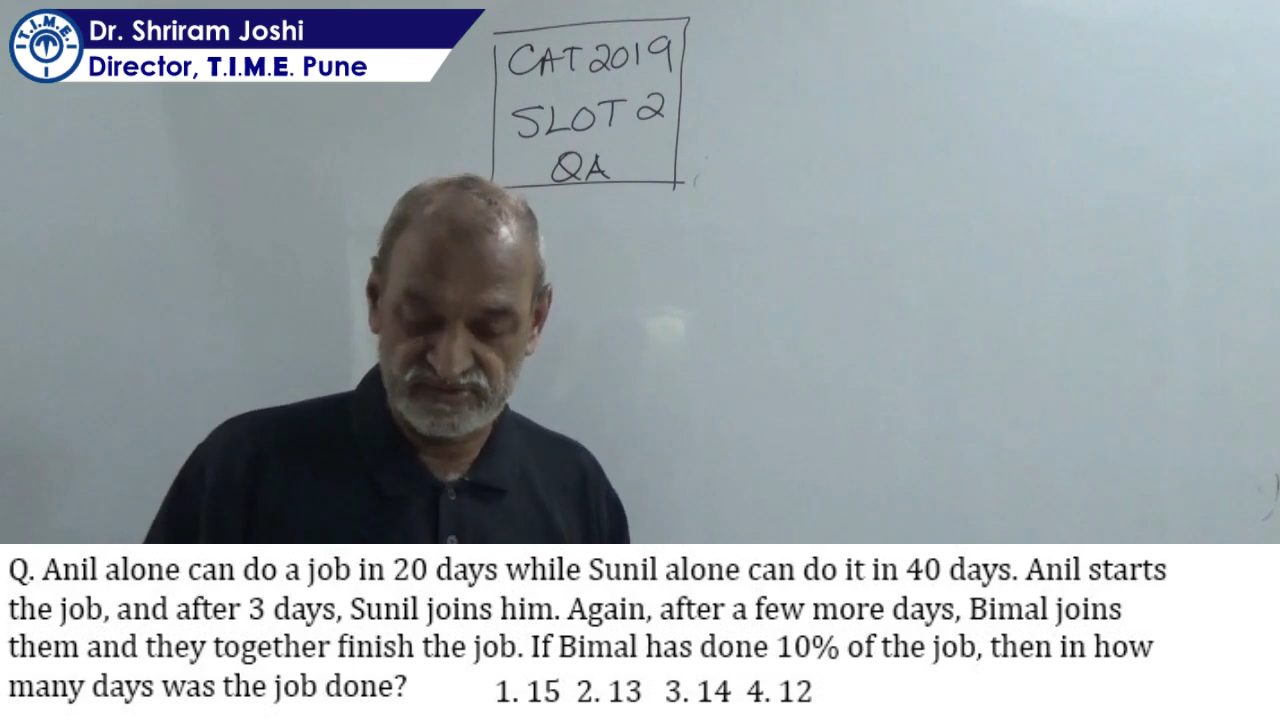 T.I.M.E.
Dr. Shriram Joshi
Director, T.I.M.E. Pune
CAT 2019
SLOT 2
QA
Q. Anil alone can do a job in 20 days while Sunil alone can do it in 40 days. Anil starts
the job, and after 3 days, Sunil joins him. Again, after a few more days, Bimal joins
them and they together finish the job. If Bimal has done 10% of the job, then in how
many days was the job done? 1. 15 2. 13 3. 14 4. 12